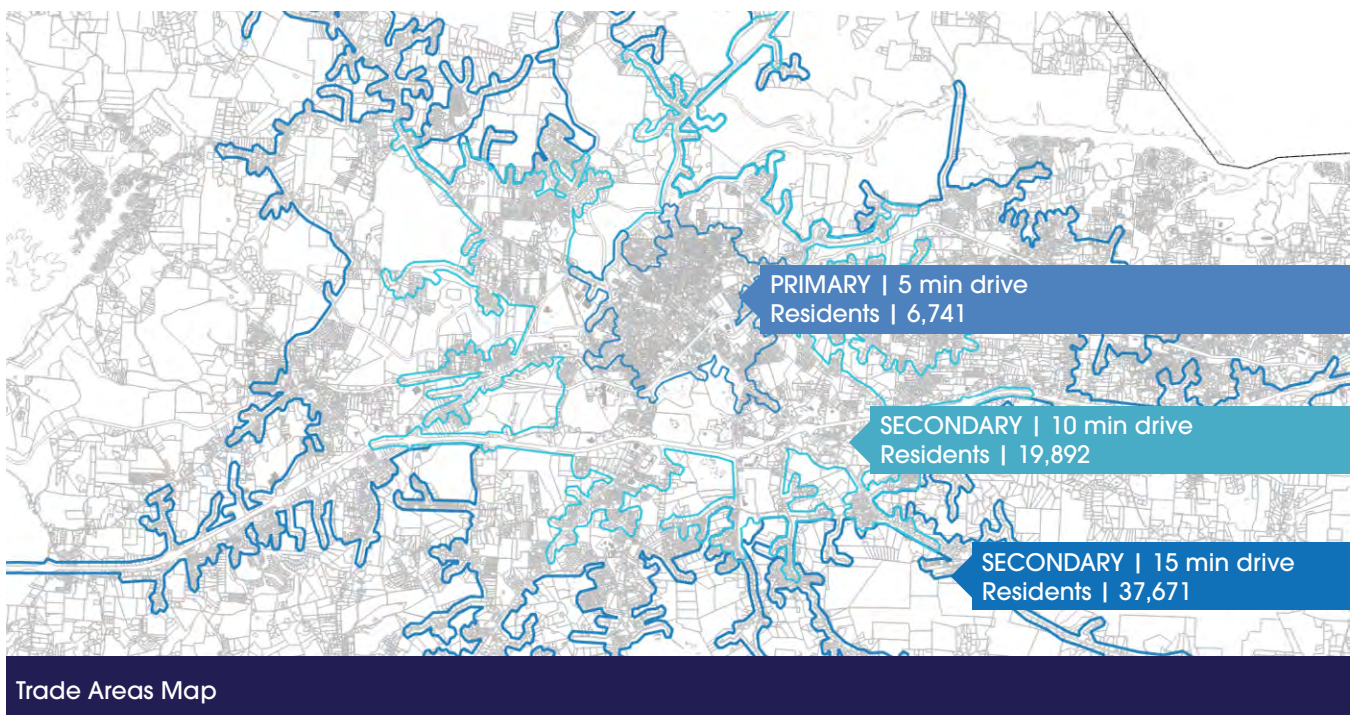 PRIMARY | 5 min drive
Residents | 6,741
SECONDARY | 10 min drive
Residents | 19,892
SECONDARY | 15 min drive
Residents | 37,671
Trade Areas Map